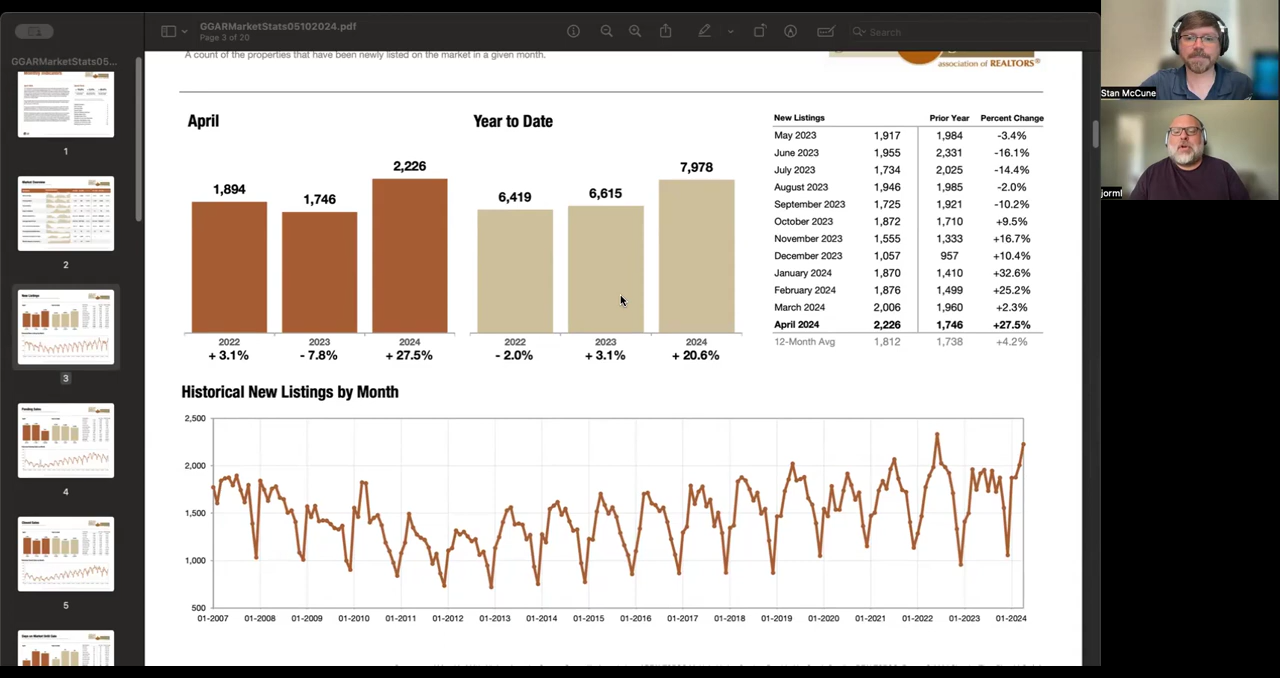 GGARMarketStats05102024.pdf
Page 3 of 20
Search
GGARMarketStats05...
1
2
3
4
5
A count of the properties that have been newly listed on the market in a given month.
association of REALTORS®
April
1,894
1,746
2,226
2022
2023
2024
+ 3.1%
- 7.8%
+ 27.5%
Year to Date
6,419
6,615
7,978
2022
2023
2024
- 2.0%
+ 3.1%
+ 20.6%
New Listings Prior Year Percent Change
May 2023 1,917 1,984 -3.4%
June 2023 1,955 2,331 -16.1%
July 2023 1,734 2,025 -14.4%
August 2023 1,946 1,985 -2.0%
September 2023 1,725 1,921 -10.2%
October 2023 1,872 1,710 +9.5%
November 2023 1,555 1,333 +16.7%
December 2023 1,057 957 +10.4%
January 2024 1,870 1,410 +32.6%
February 2024 1,876 1,499 +25.2%
March 2024 2,006 1,960 +2.3%
April 2024 2,226 1,746 +27.5%
12-Month Avg 1,812 1,738 +4.2%
Historical New Listings by Month
2,500
2,000
1,500
1,000
500
01-2007 01-2008 01-2009 01-2010 01-2011 01-2012 01-2013 01-2014 01-2015 01-2016 01-2017 01-2018 01-2019 01-2020 01-2021 01-2022 01-2023 01-2024
Stan McCune
jorml